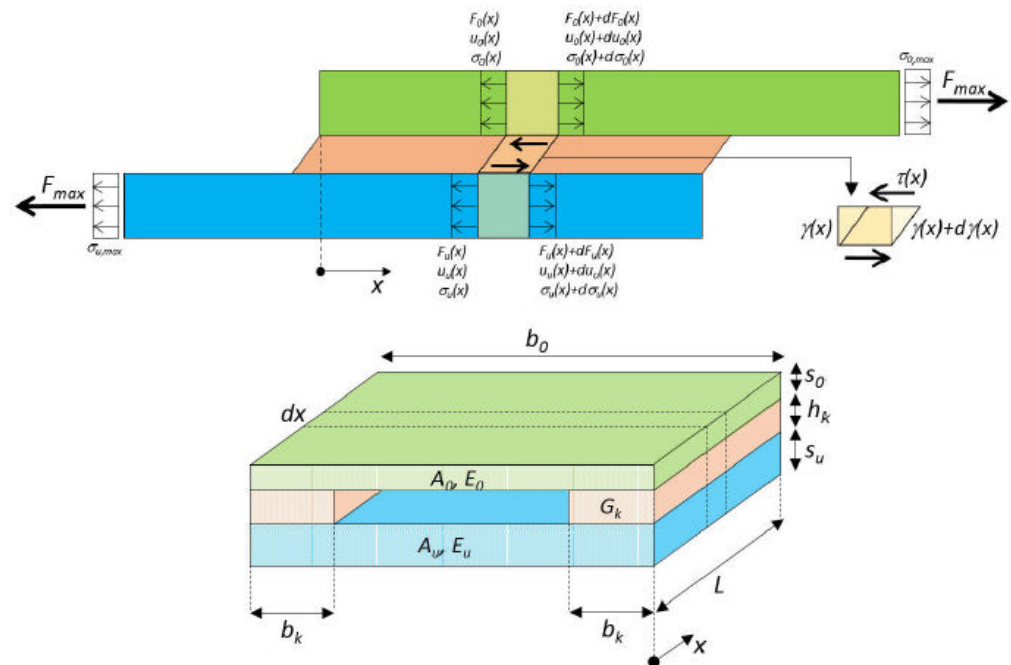 F₀(x)
u₀(x)
σ₀(x)
F₀(x)+dF₀(x)
u₀(x)+du₀(x)
σ₀(x)+dσ₀(x)
σ₀,max
Fmax
Fmax
σu,max
τ(x)
γ(x)
γ(x)+dγ(x)
Fu(x)
uu(x)
σu(x)
Fu(x)+dFu(x)
uu(x)+duu(x)
σu(x)+dσu(x)
x
b₀
s₀
hk
su
dx
A₀, E₀
Gk
Au, Eu
L
bk
bk
x